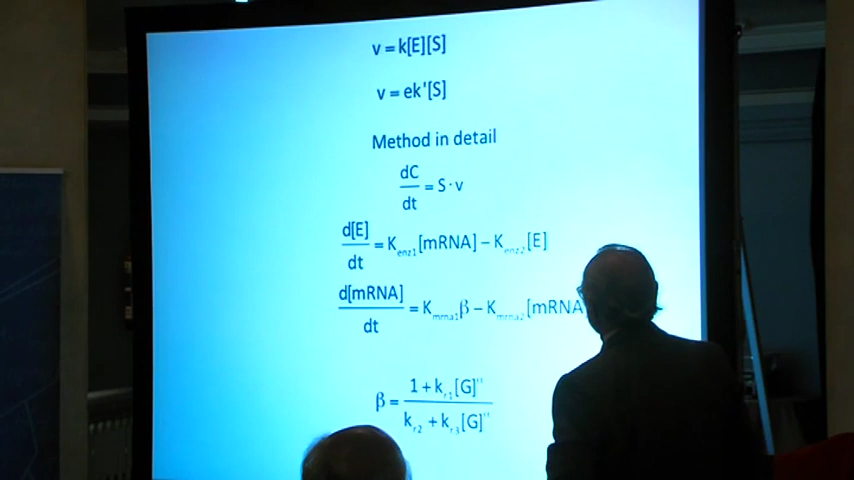 v = k[E][S]
v = ek'[S]
Method in detail
dC/dt = S · v
d[E]/dt = K_enz1[mRNA] − K_enz2[E]
d[mRNA]/dt = K_mrna1β − K_mrna2[mRNA
β = 1 + k_r1[G]ⁿ / k_r2 + k_r3[G]ⁿ